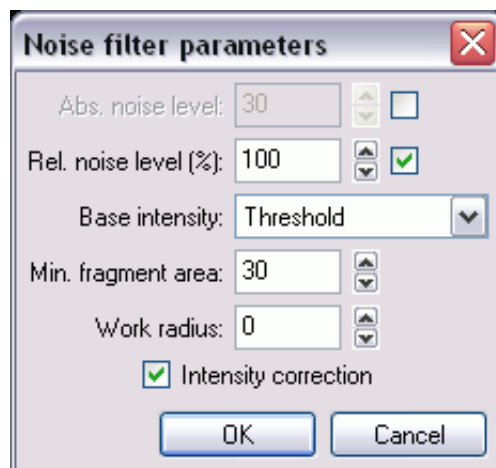 Noise filter parameters
Abs. noise level: 30
Rel. noise level (%): 100
Base intensity: Threshold
Min. fragment area: 30
Work radius: 0
Intensity correction
OK Cancel